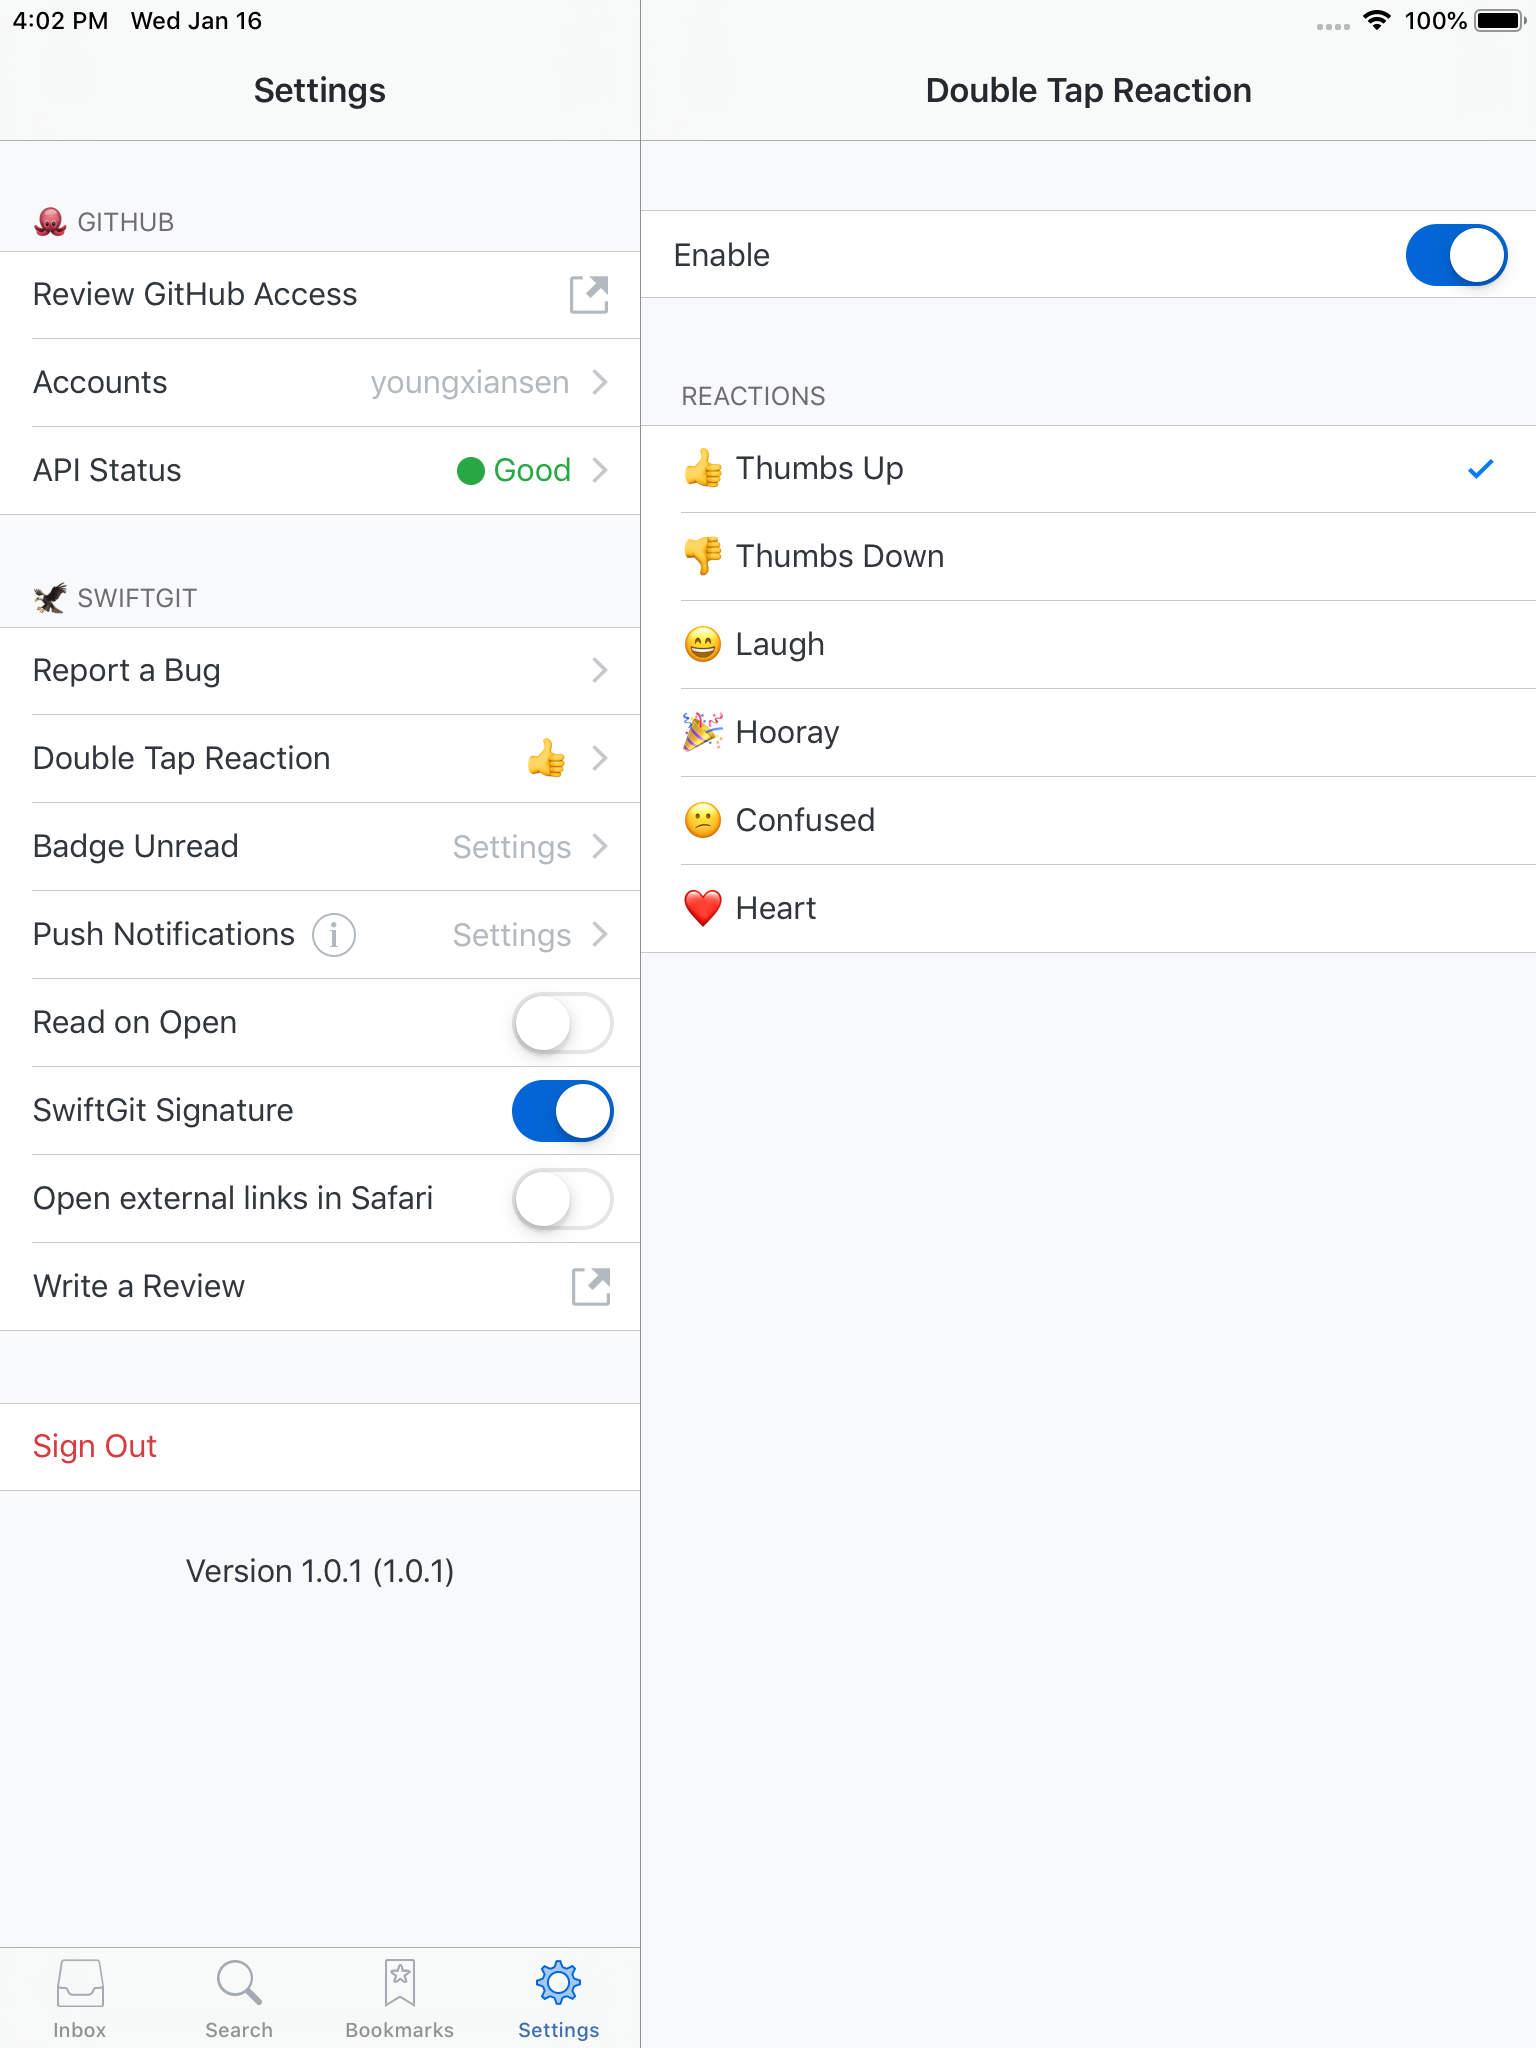 4:02 PM Wed Jan 16
100%
Settings
GITHUB
Review GitHub Access
Accounts youngxiansen
API Status Good
SWIFTGIT
Report a Bug
Double Tap Reaction
Badge Unread Settings
Push Notifications i Settings
Read on Open
SwiftGit Signature
Open external links in Safari
Write a Review
Sign Out
Version 1.0.1 (1.0.1)
Inbox
Search
Bookmarks
Settings
Double Tap Reaction
Enable
REACTIONS
Thumbs Up
Thumbs Down
Laugh
Hooray
Confused
Heart